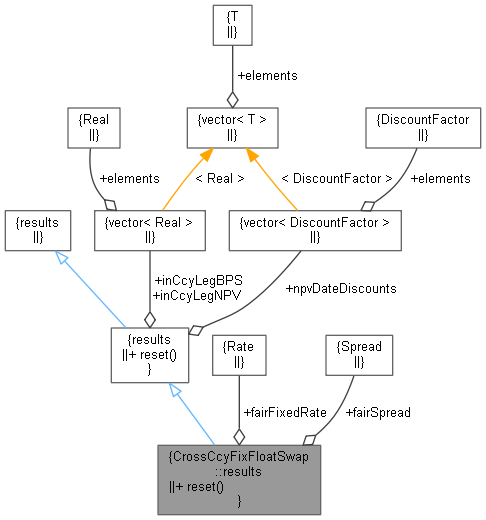 {T
||}
+elements
{Real
||}
{vector< T >
||}
{DiscountFactor
||}
+elements
< Real >
< DiscountFactor >
+elements
{results
||}
{vector< Real >
||}
{vector< DiscountFactor >
||}
+inCcyLegBPS
+inCcyLegNPV
+npvDateDiscounts
{results
||+ reset()
}
{Rate
||}
{Spread
||}
+fairFixedRate
+fairSpread
{CrossCcyFixFloatSwap
::results
||+ reset()
}